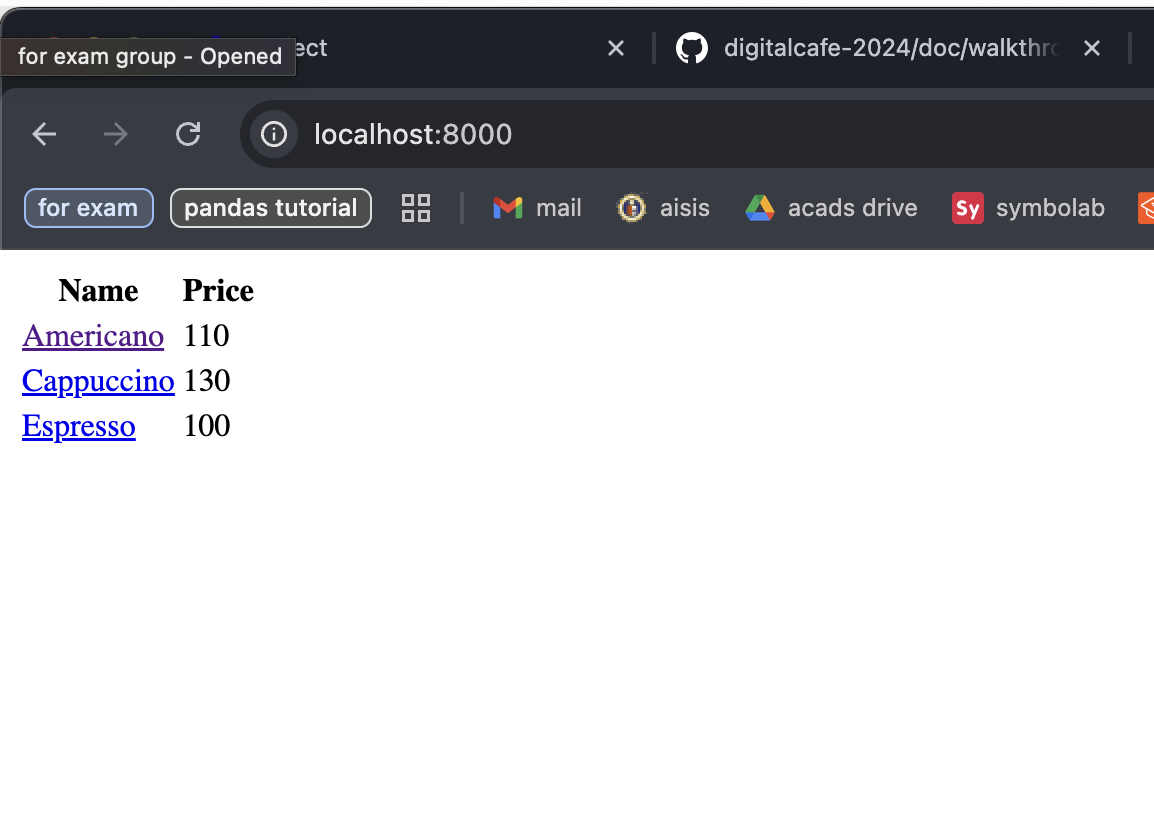 for exam group - Opened
ect
digitalcafe-2024/doc/walkthro
localhost:8000
for exam pandas tutorial mail aisis acads drive Sy symbolab
Name Price
Americano 110
Cappuccino 130
Espresso 100